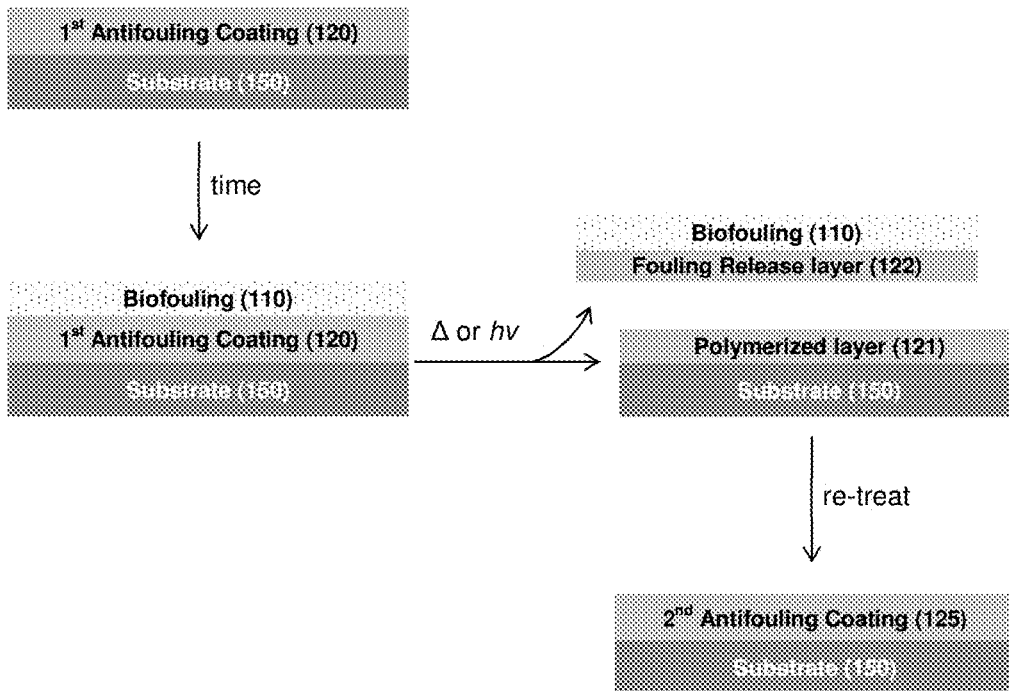 1st Antifouling Coating (120)
Substrate (150)
time
Biofouling (110)
Fouling Release layer (122)
Biofouling (110)
1st Antifouling Coating (120)
Substrate (150)
Δ or hν
Polymerized layer (121)
Substrate (150)
re-treat
2nd Antifouling Coating (125)
Substrate (150)